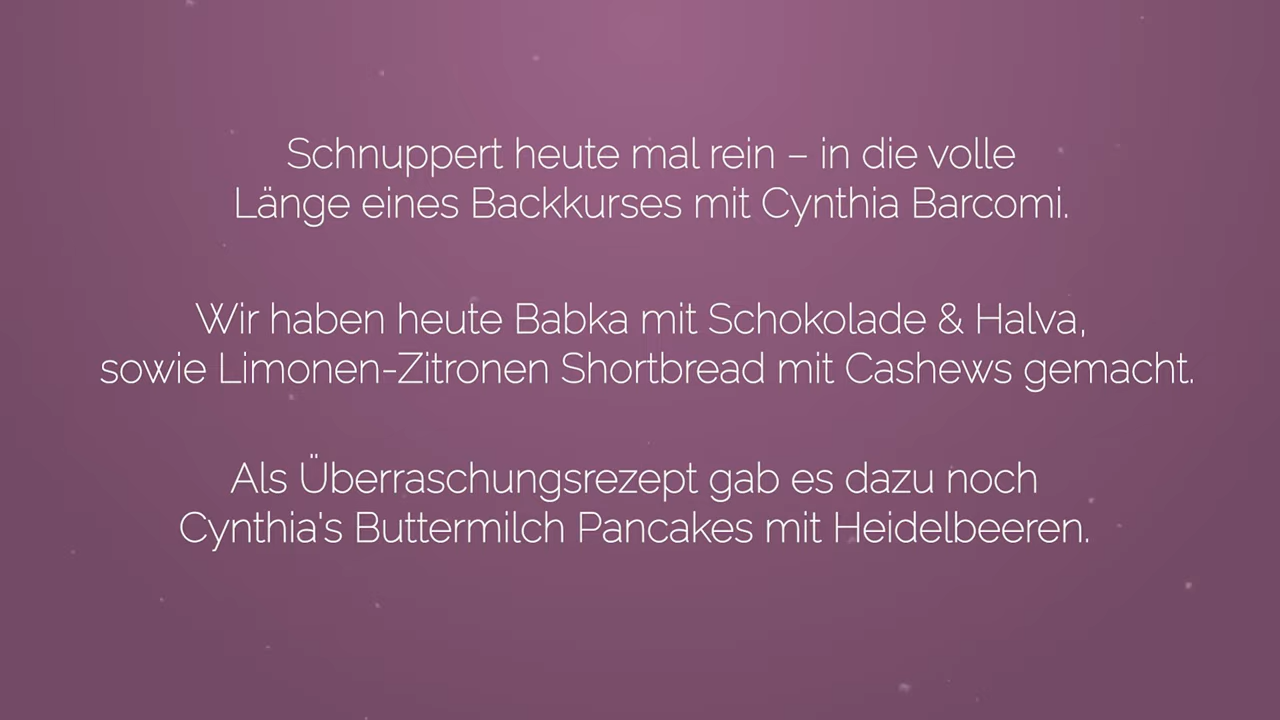 Schnuppert heute mal rein – in die volle
Länge eines Backkurses mit Cynthia Barcomi.
Wir haben heute Babka mit Schokolade & Halva,
sowie Limonen-Zitronen Shortbread mit Cashews gemacht.
Als Überraschungsrezept gab es dazu noch
Cynthia's Buttermilch Pancakes mit Heidelbeeren.